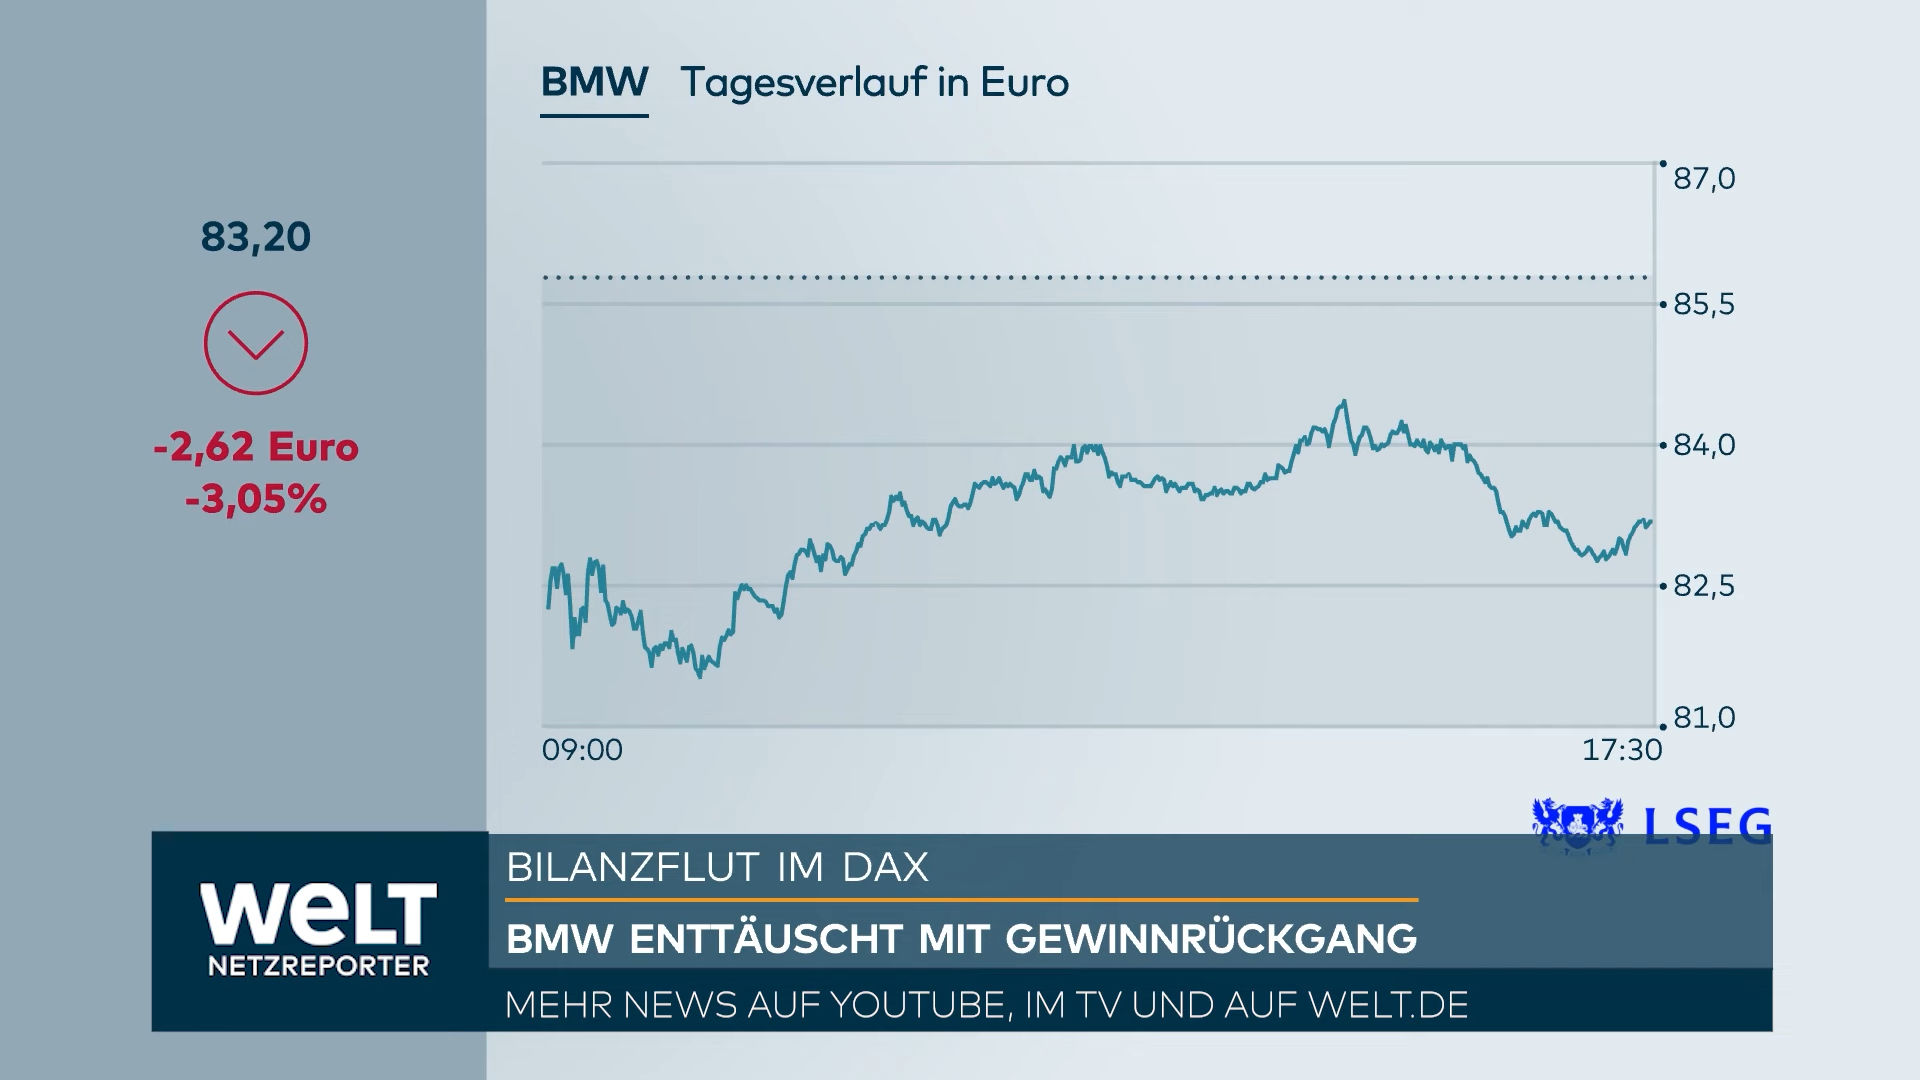 BMW Tagesverlauf in Euro
83,20
-2,62 Euro
-3,05%
87,0
85,5
84,0
82,5
81,0
09:00 17:30
LSEG
WELT
NETZREPORTER
BILANZFLUT IM DAX
BMW ENTTÄUSCHT MIT GEWINNRÜCKGANG
MEHR NEWS AUF YOUTUBE, IM TV UND AUF WELT.DE